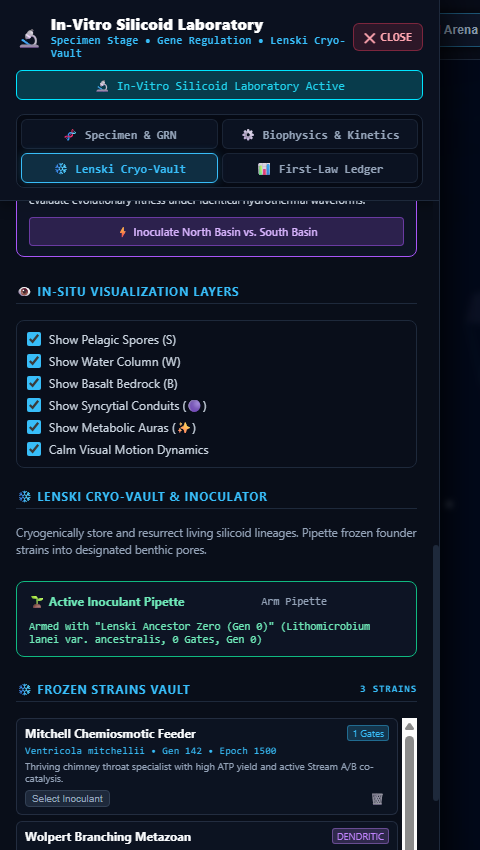 In-Vitro Silicoid Laboratory
Specimen Stage • Gene Regulation • Lenski Cryo-
Vault
❌ CLOSE
Arena
🔬 In-Vitro Silicoid Laboratory Active
🧬 Specimen & GRN
⚙️ Biophysics & Kinetics
❄️ Lenski Cryo-Vault
📊 First-Law Ledger
evaluate evolutionary fitness under identical hydrothermal waveforms.
⚡ Inoculate North Basin vs. South Basin
👁️ IN-SITU VISUALIZATION LAYERS
Show Pelagic Spores (S)
Show Water Column (W)
Show Basalt Bedrock (B)
Show Syncytial Conduits (🟣)
Show Metabolic Auras (✨)
Calm Visual Motion Dynamics
❄️ LENSKI CRYO-VAULT & INOCULATOR
Cryogenically store and resurrect living silicoid lineages. Pipette frozen founder
strains into designated benthic pores.
🌱 Active Inoculant Pipette
Arm Pipette
Armed with "Lenski Ancestor Zero (Gen 0)" (Lithomicrobium
lanei var. ancestralis, 0 Gates, Gen 0)
❄️ FROZEN STRAINS VAULT
3 STRAINS
Mitchell Chemiosmotic Feeder
1 Gates
Ventricola mitchellii • Gen 142 • Epoch 1500
Thriving chimney throat specialist with high ATP yield and active Stream A/B co-
catalysis.
Select Inoculant
Wolpert Branching Metazoan
DENDRITIC